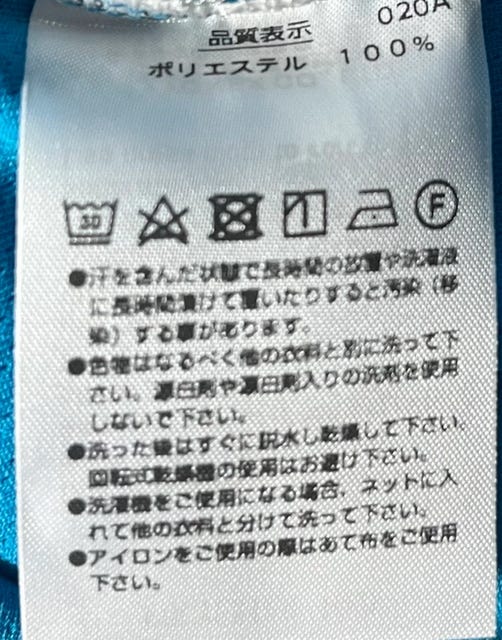 020A
品質表示
ポリエステル 100%
30
F
●汗を含んだ状態で長時間の放置や洗濯液
に長時間漬けて置いたりすると汚染（移
染）する事があります。
●色物はなるべく他の衣料と別に洗って下
さい。漂白剤や漂白剤入りの洗剤を使用
しないで下さい。
●洗った後はすぐに脱水し乾燥して下さい。
回転式乾燥機の使用はお避け下さい。
●洗濯機をご使用になる場合、ネットに入
れて他の衣料と分けて洗って下さい。
●アイロンをご使用の際はあて布をご使用
下さい。